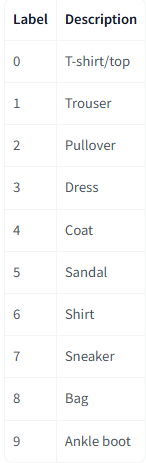 Label Description
0 T-shirt/top
1 Trouser
2 Pullover
3 Dress
4 Coat
5 Sandal
6 Shirt
7 Sneaker
8 Bag
9 Ankle boot